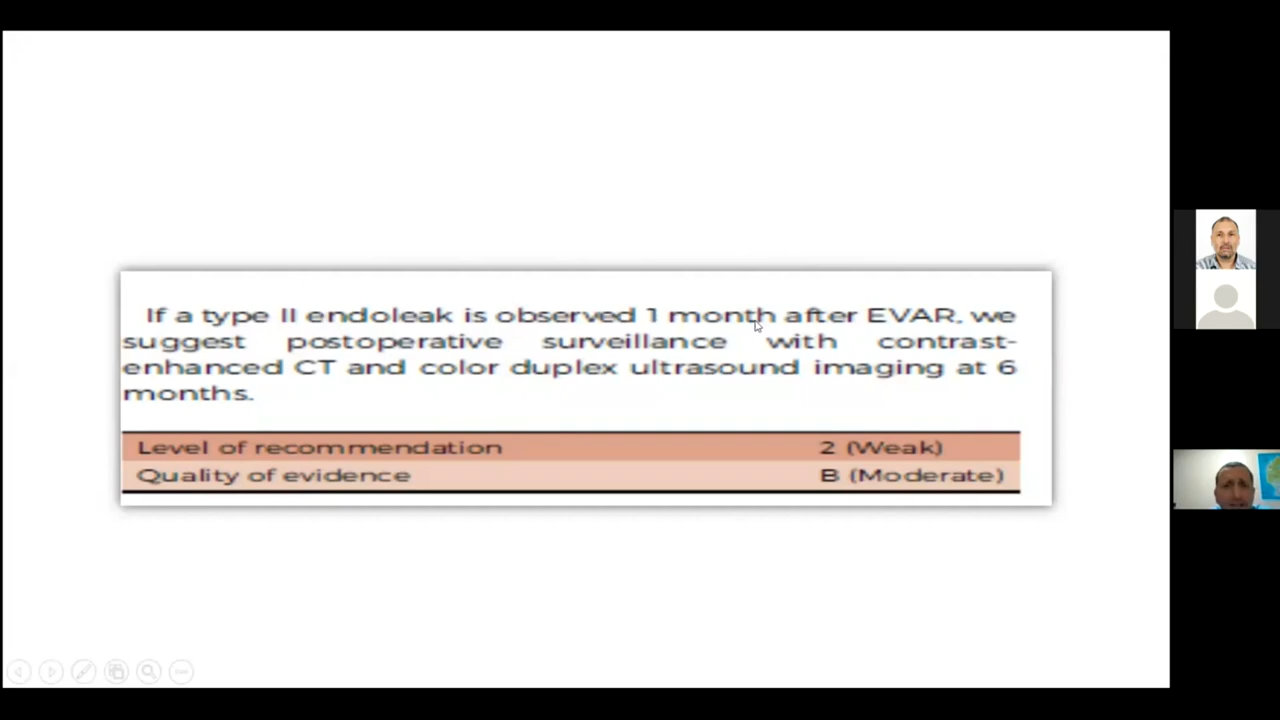 If a type II endoleak is observed 1 month after EVAR, we
suggest postoperative surveillance with contrast-
enhanced CT and color duplex ultrasound imaging at 6
months.
Level of recommendation 2 (Weak)
Quality of evidence B (Moderate)